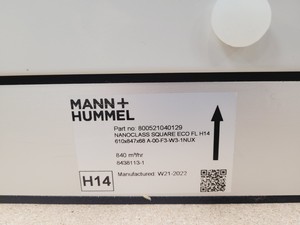 MANN+
HUMMEL
Part no: 800521040129
NANOCLASS SQUARE ECO FL H14
610x847x68 A-00-F3-W3-1NUX
840 m³/hr
8438113-1
H14
Manufactured: W21-2022